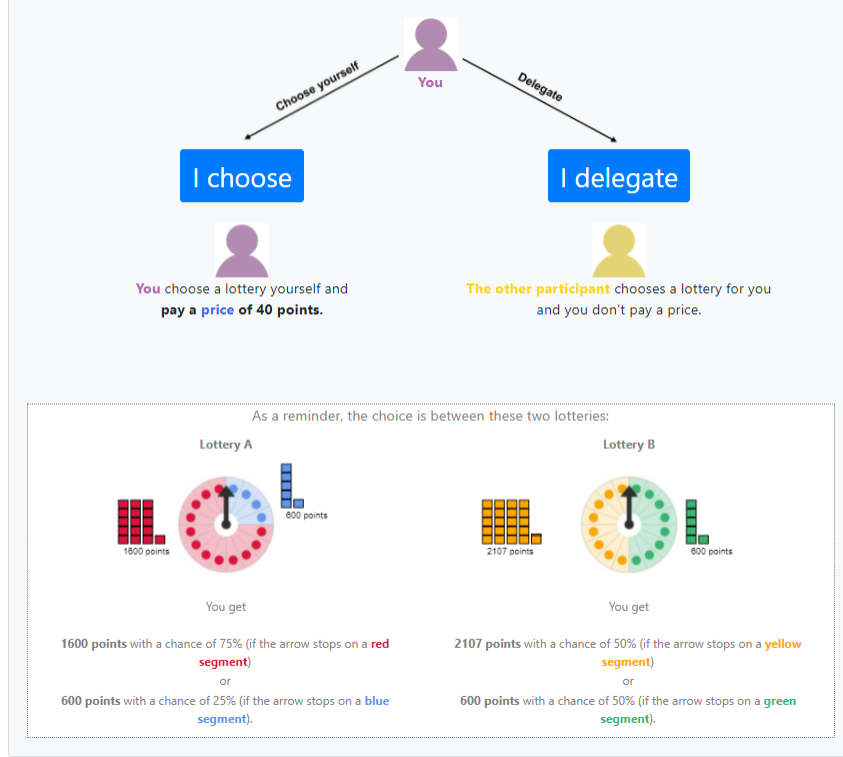 Choose yourself
Delegate
You
I choose
I delegate
You choose a lottery yourself and
pay a price of 40 points.
The other participant chooses a lottery for you
and you don't pay a price.
As a reminder, the choice is between these two lotteries:
Lottery A
600 points
1600 points
You get
1600 points with a chance of 75% (if the arrow stops on a red
segment)
or
600 points with a chance of 25% (if the arrow stops on a blue
segment).
Lottery B
2107 points
600 points
You get
2107 points with a chance of 50% (if the arrow stops on a yellow
segment)
or
600 points with a chance of 50% (if the arrow stops on a green
segment).